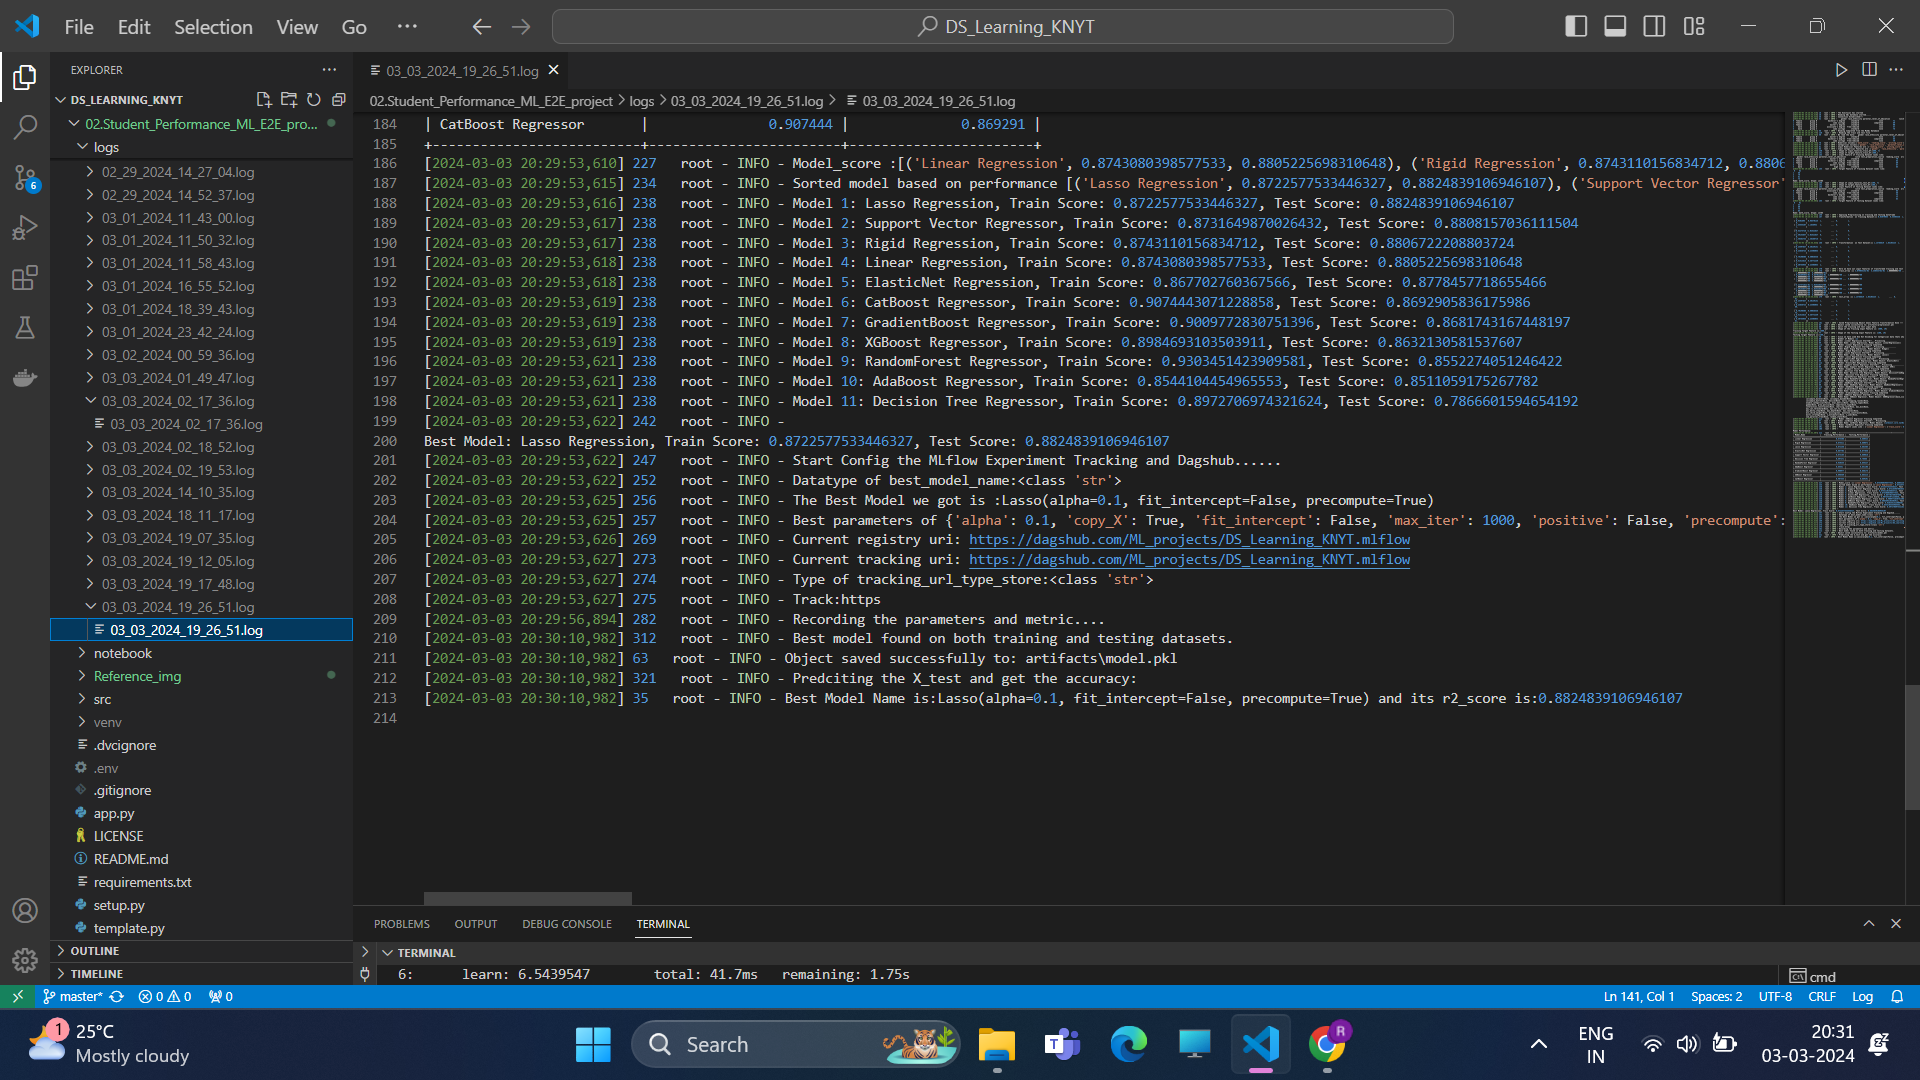 File Edit Selection View Go ··· DS_Learning_KNYT
EXPLORER
DS_LEARNING_KNYT
02.Student_Performance_ML_E2E_pro...
logs
02_29_2024_14_27_04.log
02_29_2024_14_52_37.log
03_01_2024_11_43_00.log
03_01_2024_11_50_32.log
03_01_2024_11_58_43.log
03_01_2024_16_55_52.log
03_01_2024_18_39_43.log
03_01_2024_23_42_24.log
03_02_2024_00_59_36.log
03_03_2024_01_49_47.log
03_03_2024_02_17_36.log
03_03_2024_02_17_36.log
03_03_2024_02_18_52.log
03_03_2024_02_19_53.log
03_03_2024_14_10_35.log
03_03_2024_18_11_17.log
03_03_2024_19_07_35.log
03_03_2024_19_12_05.log
03_03_2024_19_17_48.log
03_03_2024_19_26_51.log
03_03_2024_19_26_51.log
notebook
Reference_img
src
venv
.dvcignore
.env
.gitignore
app.py
LICENSE
README.md
requirements.txt
setup.py
template.py
OUTLINE
TIMELINE
6
03_03_2024_19_26_51.log
02.Student_Performance_ML_E2E_project > logs > 03_03_2024_19_26_51.log > 03_03_2024_19_26_51.log
184 | CatBoost Regressor | 0.907444 | 0.869291 |
185 +--------------------------+------------------------+-----------------------+
186 [2024-03-03 20:29:53,610] 227 root - INFO - Model_score :[('Linear Regression', 0.8743080398577533, 0.8805225698310648), ('Rigid Regression', 0.8743110156834712, 0.8806
187 [2024-03-03 20:29:53,615] 234 root - INFO - Sorted model based on performance [('Lasso Regression', 0.8722577533446327, 0.8824839106946107), ('Support Vector Regressor'
188 [2024-03-03 20:29:53,616] 238 root - INFO - Model 1: Lasso Regression, Train Score: 0.8722577533446327, Test Score: 0.8824839106946107
189 [2024-03-03 20:29:53,617] 238 root - INFO - Model 2: Support Vector Regressor, Train Score: 0.8731649870026432, Test Score: 0.8808157036111504
190 [2024-03-03 20:29:53,617] 238 root - INFO - Model 3: Rigid Regression, Train Score: 0.8743110156834712, Test Score: 0.8806722208803724
191 [2024-03-03 20:29:53,618] 238 root - INFO - Model 4: Linear Regression, Train Score: 0.8743080398577533, Test Score: 0.8805225698310648
192 [2024-03-03 20:29:53,618] 238 root - INFO - Model 5: ElasticNet Regression, Train Score: 0.867702760367566, Test Score: 0.8778457718655466
193 [2024-03-03 20:29:53,619] 238 root - INFO - Model 6: CatBoost Regressor, Train Score: 0.9074443071228858, Test Score: 0.8692905836175986
194 [2024-03-03 20:29:53,619] 238 root - INFO - Model 7: GradientBoost Regressor, Train Score: 0.9009772830751396, Test Score: 0.8681743167448197
195 [2024-03-03 20:29:53,619] 238 root - INFO - Model 8: XGBoost Regressor, Train Score: 0.8984693103503911, Test Score: 0.8632130581537607
196 [2024-03-03 20:29:53,621] 238 root - INFO - Model 9: RandomForest Regressor, Train Score: 0.9303451423909581, Test Score: 0.8552274051246422
197 [2024-03-03 20:29:53,621] 238 root - INFO - Model 10: AdaBoost Regressor, Train Score: 0.8544104454965553, Test Score: 0.8511059175267782
198 [2024-03-03 20:29:53,621] 238 root - INFO - Model 11: Decision Tree Regressor, Train Score: 0.8972706974321624, Test Score: 0.7866601594654192
199 [2024-03-03 20:29:53,622] 242 root - INFO -
200 Best Model: Lasso Regression, Train Score: 0.8722577533446327, Test Score: 0.8824839106946107
201 [2024-03-03 20:29:53,622] 247 root - INFO - Start Config the MLflow Experiment Tracking and Dagshub......
202 [2024-03-03 20:29:53,622] 252 root - INFO - Datatype of best_model_name:<class 'str'>
203 [2024-03-03 20:29:53,625] 256 root - INFO - The Best Model we got is :Lasso(alpha=0.1, fit_intercept=False, precompute=True)
204 [2024-03-03 20:29:53,625] 257 root - INFO - Best parameters of {'alpha': 0.1, 'copy_X': True, 'fit_intercept': False, 'max_iter': 1000, 'positive': False, 'precompute':
205 [2024-03-03 20:29:53,626] 269 root - INFO - Current registry uri: https://dagshub.com/ML_projects/DS_Learning_KNYT.mlflow
206 [2024-03-03 20:29:53,627] 273 root - INFO - Current tracking uri: https://dagshub.com/ML_projects/DS_Learning_KNYT.mlflow
207 [2024-03-03 20:29:53,627] 274 root - INFO - Type of tracking_url_type_store:<class 'str'>
208 [2024-03-03 20:29:53,627] 275 root - INFO - Track:https
209 [2024-03-03 20:29:56,894] 282 root - INFO - Recording the parameters and metric....
210 [2024-03-03 20:30:10,982] 312 root - INFO - Best model found on both training and testing datasets.
211 [2024-03-03 20:30:10,982] 63 root - INFO - Object saved successfully to: artifacts\model.pkl
212 [2024-03-03 20:30:10,982] 321 root - INFO - Predciting the X_test and get the accuracy:
213 [2024-03-03 20:30:10,982] 35 root - INFO - Best Model Name is:Lasso(alpha=0.1, fit_intercept=False, precompute=True) and its r2_score is:0.8824839106946107
214
PROBLEMS OUTPUT DEBUG CONSOLE TERMINAL
TERMINAL
6: learn: 6.5439547 total: 41.7ms remaining: 1.75s
cmd
master* 0 0 0 Ln 141, Col 1 Spaces: 2 UTF-8 CRLF Log
1 25°C
Mostly cloudy
Search
T
R
ENG
IN
20:31
03-03-2024